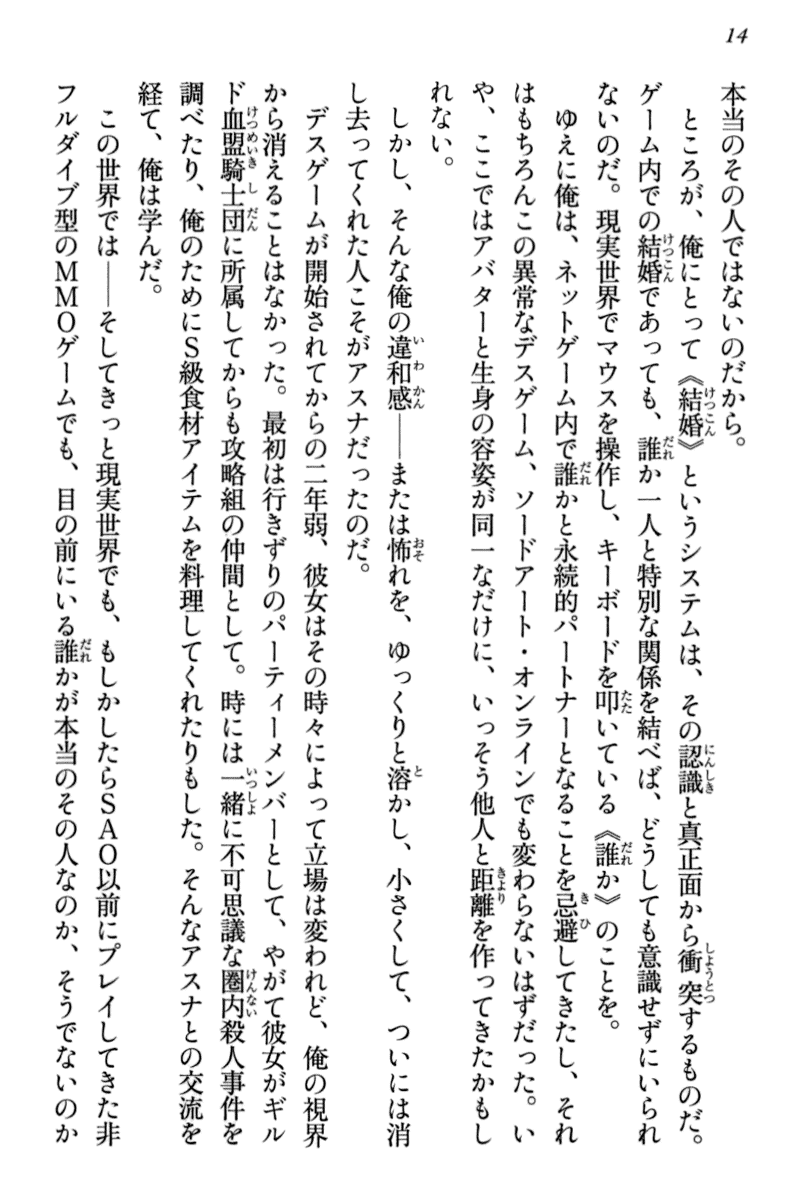 14
本当のその人ではないのだから。
　ところが、俺にとって《結婚》というシステムは、その認識と真正面から衝突するものだ。
ゲーム内での結婚であっても、誰か一人と特別な関係を結べば、どうしても意識せずにいられ
ないのだ。現実世界でマウスを操作し、キーボードを叩いている《誰か》のことを。
　ゆえに俺は、ネットゲーム内で誰かと永続的パートナーとなることを忌避してきたし、それ
はもちろんこの異常なデスゲーム、ソードアート・オンラインでも変わらないはずだった。い
や、ここではアバターと生身の容姿が同一なだけに、いっそう他人と距離を作ってきたかもし
れない。
　しかし、そんな俺の違和感――または怖れを、ゆっくりと溶かし、小さくして、ついには消
し去ってくれた人こそがアスナだったのだ。
　デスゲームが開始されてからの二年弱、彼女はその時々によって立場は変われど、俺の視界
から消えることはなかった。最初は行きずりのパーティーメンバーとして、やがて彼女がギル
ド血盟騎士団に所属してからも攻略組の仲間として。時には一緒に不可思議な圏内殺人事件を
調べたり、俺のためにS級食材アイテムを料理してくれたりもした。そんなアスナとの交流を
経て、俺は学んだ。
　この世界では――そしてきっと現実世界でも、もしかしたらSAO以前にプレイしてきた非
フルダイブ型のMMOゲームでも、目の前にいる誰かが本当のその人なのか、そうでないのか